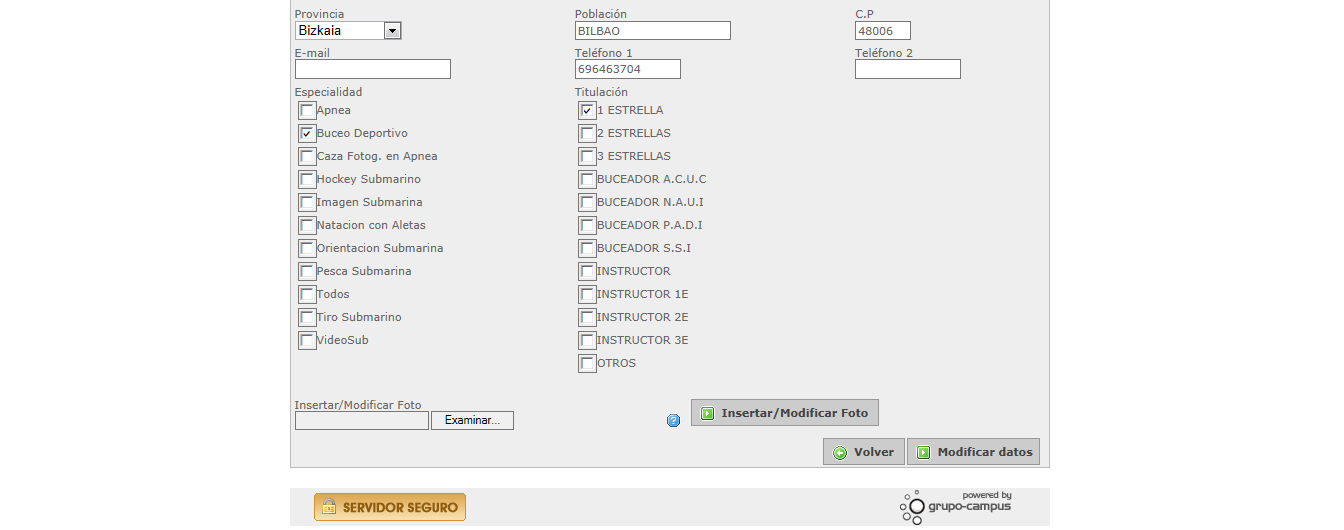 Provincia Población C.P
Bizkaia BILBAO 48006
E-mail Teléfono 1 Teléfono 2
696463704
Especialidad Titulación
Apnea 1 ESTRELLA
Buceo Deportivo 2 ESTRELLAS
Caza Fotog. en Apnea 3 ESTRELLAS
Hockey Submarino BUCEADOR A.C.U.C
Imagen Submarina BUCEADOR N.A.U.I
Natacion con Aletas BUCEADOR P.A.D.I
Orientacion Submarina BUCEADOR S.S.I
Pesca Submarina INSTRUCTOR
Todos INSTRUCTOR 1E
Tiro Submarino INSTRUCTOR 2E
VideoSub INSTRUCTOR 3E
OTROS
Insertar/Modificar Foto
Examinar... ? Insertar/Modificar Foto
Volver Modificar datos
SERVIDOR SEGURO powered by
grupo-campus